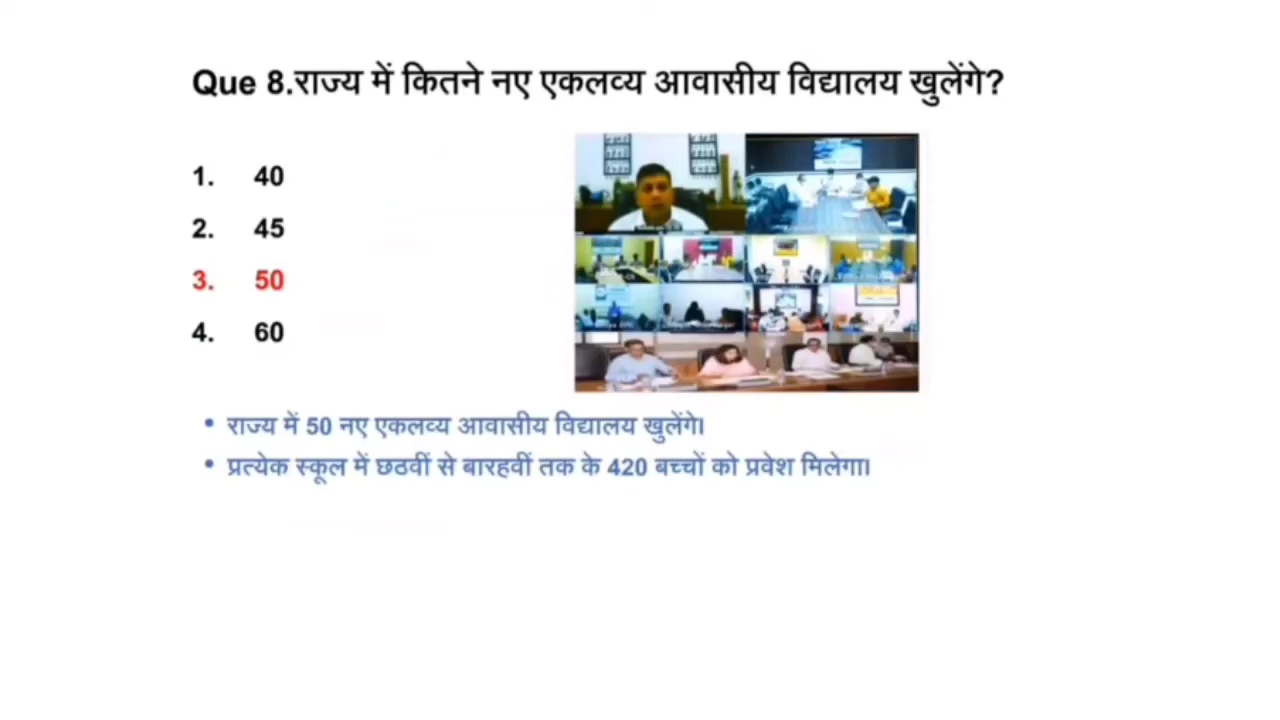 Que 8.राज्य में कितने नए एकलव्य आवासीय विद्यालय खुलेंगे?
1. 40
2. 45
3. 50
4. 60
• राज्य में 50 नए एकलव्य आवासीय विद्यालय खुलेंगे।
• प्रत्येक स्कूल में छठवीं से बारहवीं तक के 420 बच्चों को प्रवेश मिलेगा।